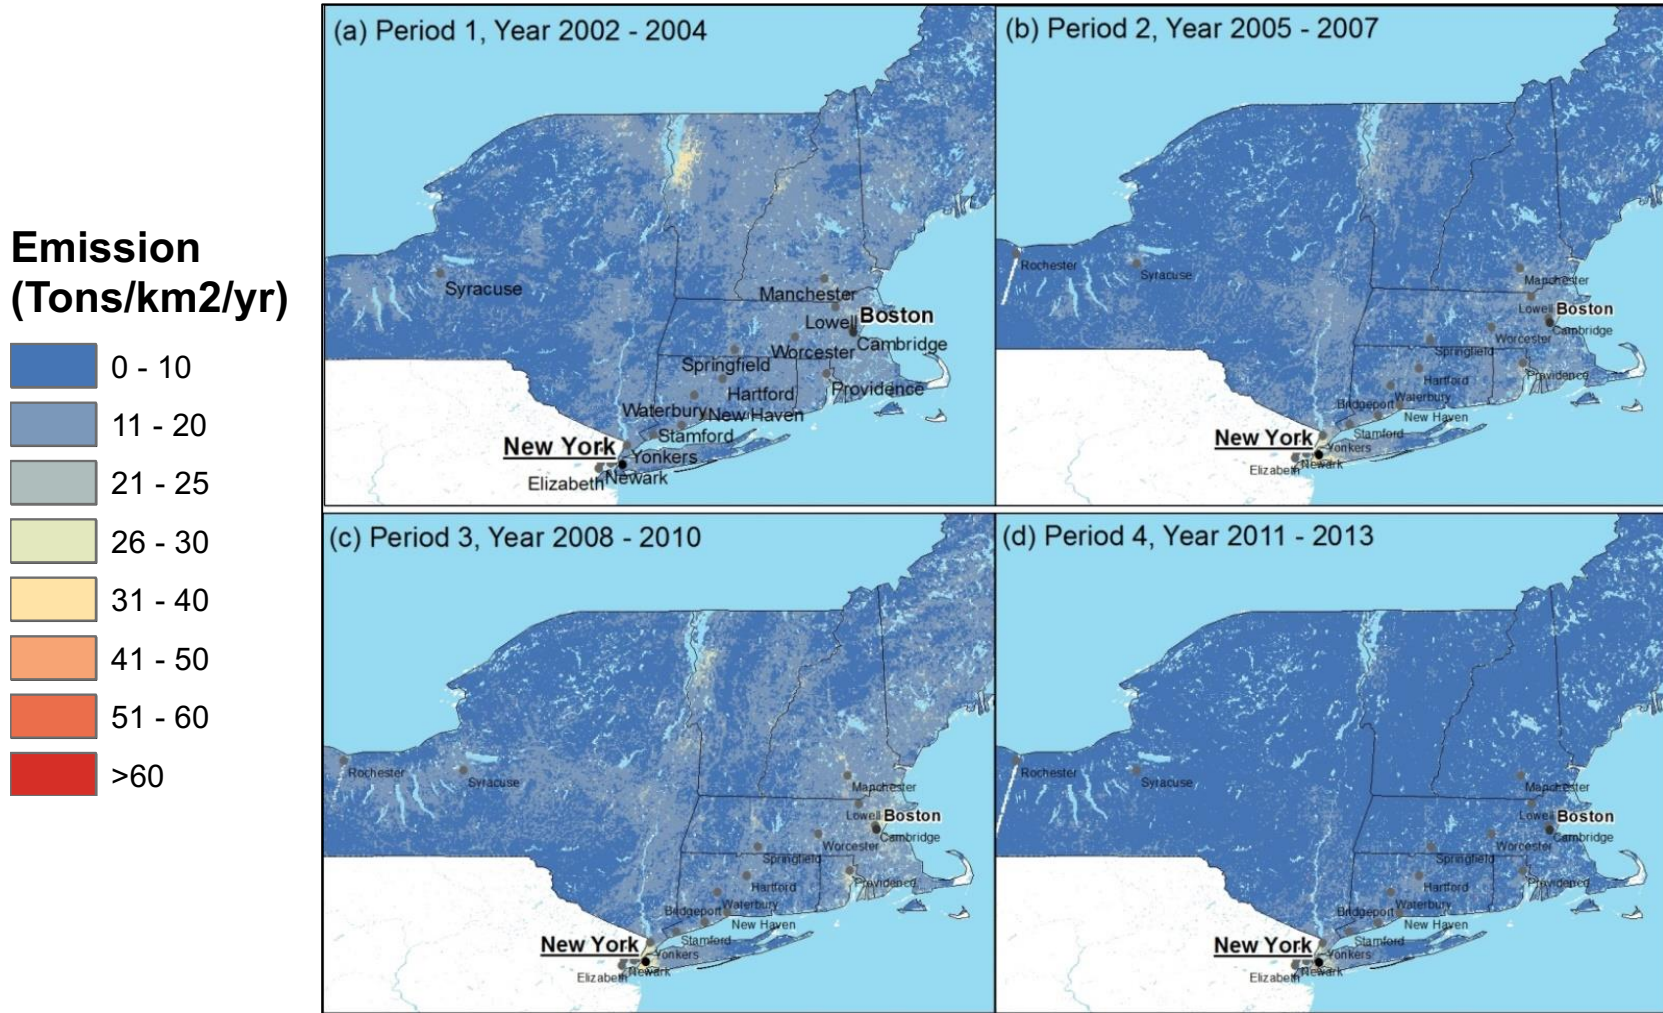 Emission
(Tons/km2/yr)
0 - 10
11 - 20
21 - 25
26 - 30
31 - 40
41 - 50
51 - 60
>60
(a) Period 1, Year 2002 - 2004
Syracuse
Manchester
Lowell
Boston
Cambridge
Worcester
Springfield
Hartford
Providence
Waterbury
New Haven
Stamford
New York
Yonkers
Newark
Elizabeth
(b) Period 2, Year 2005 - 2007
Rochester
Syracuse
Manchester
Lowell
Boston
Cambridge
Worcester
Springfield
Providence
Hartford
Waterbury
Bridgeport
New Haven
Stamford
New York
Yonkers
Newark
Elizabeth
(c) Period 3, Year 2008 - 2010
Rochester
Syracuse
Manchester
Lowell
Boston
Cambridge
Worcester
Springfield
Providence
Hartford
Waterbury
Bridgeport
New Haven
Stamford
New York
Yonkers
Newark
Elizabeth
(d) Period 4, Year 2011 - 2013
Rochester
Syracuse
Manchester
Lowell
Boston
Cambridge
Worcester
Springfield
Providence
Hartford
Waterbury
Bridgeport
New Haven
Stamford
New York
Yonkers
Newark
Elizabeth